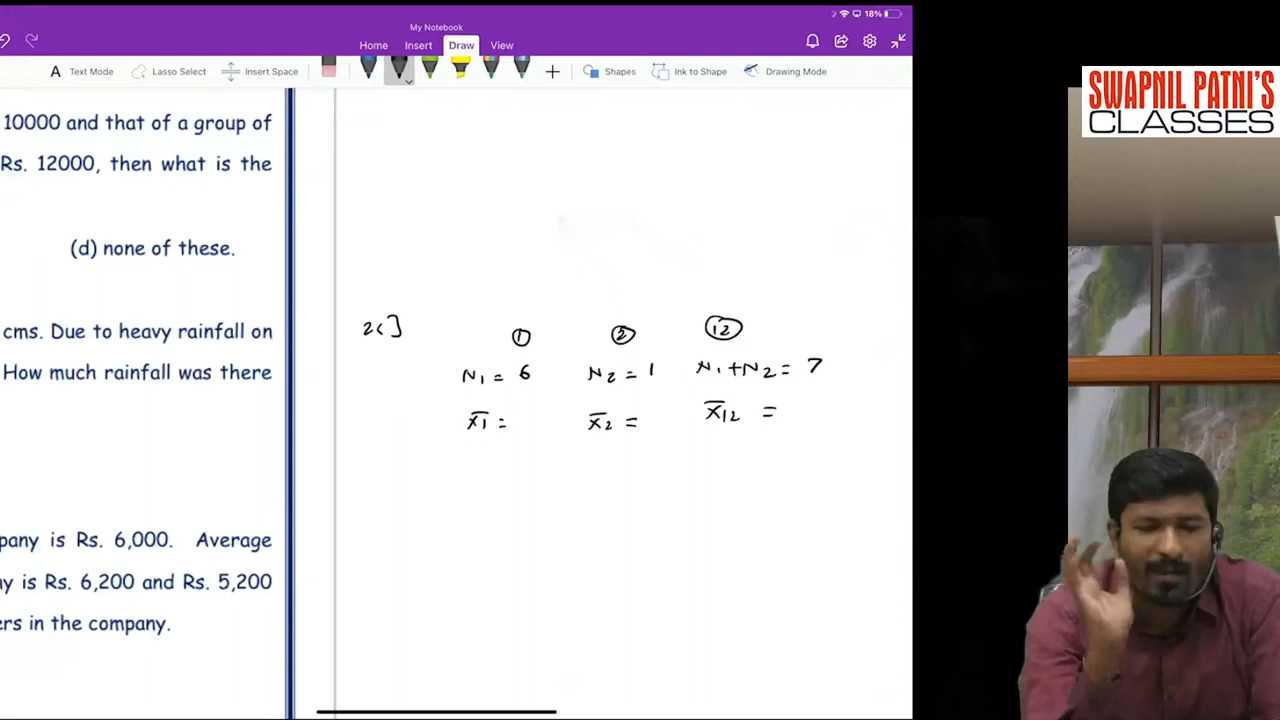 18%
My Notebook
Home Insert Draw View
A Text Mode Lasso Select Insert Space + Shapes Ink to Shape Drawing Mode
SWAPNIL PATNI'S
CLASSES
10000 and that of a group of
Rs. 12000, then what is the
(d) none of these.
cms. Due to heavy rainfall on
How much rainfall was there
pany is Rs. 6,000. Average
ny is Rs. 6,200 and Rs. 5,200
ers in the company.
① ② ⑫
N₁ = 6 N₂ = 1 N₁+N₂ = 7
x̄₁ = x̄₂ = x̄₁₂ =